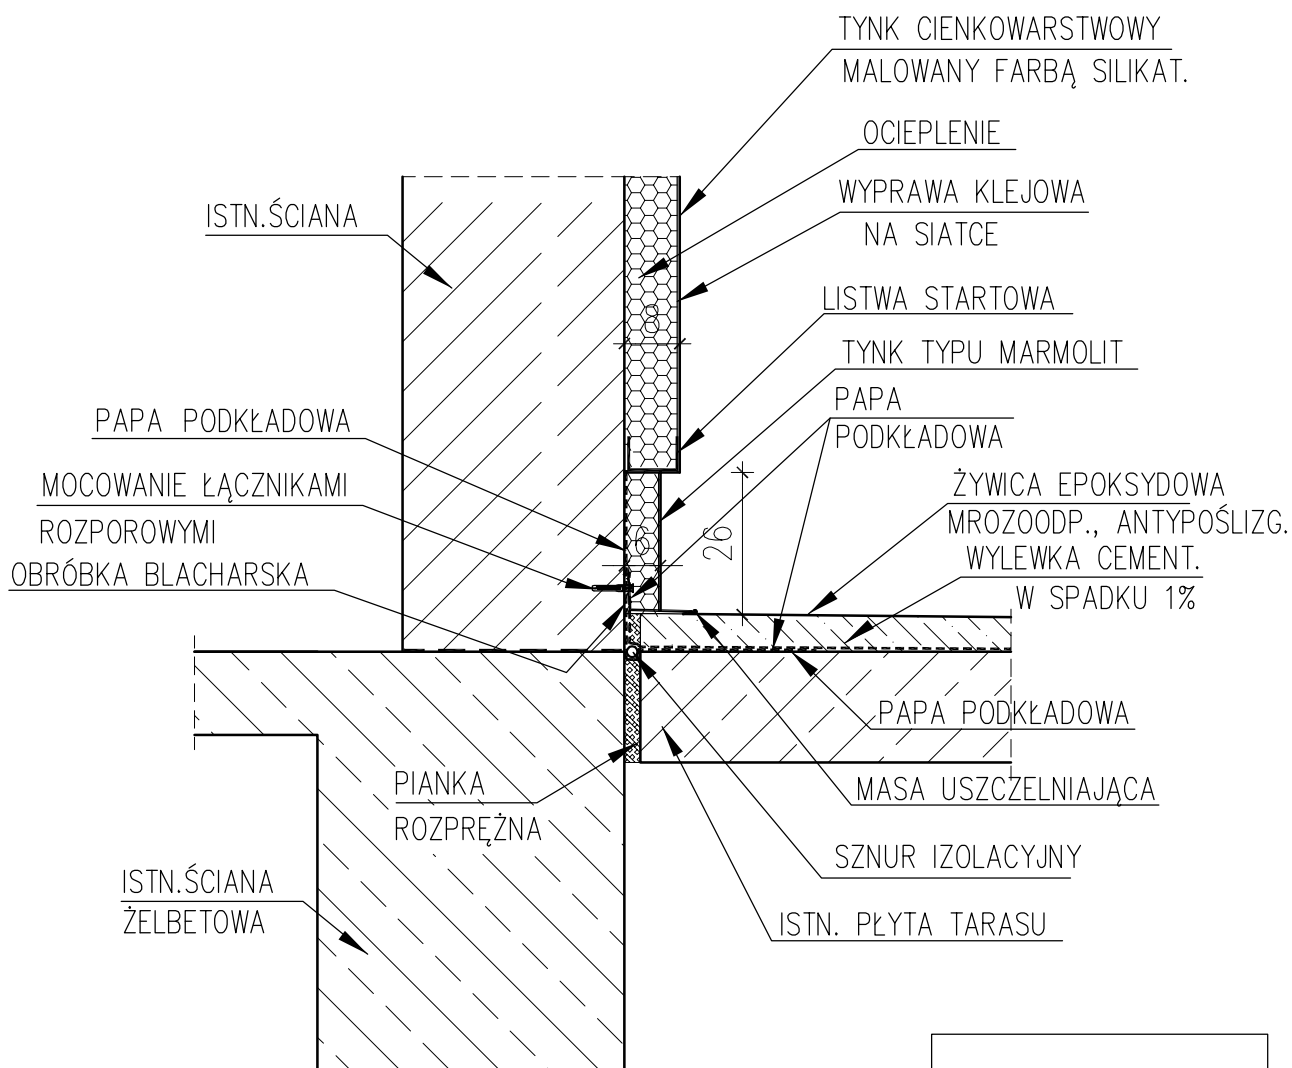 TYNK CIENKOWARSTWOWY
MALOWANY FARBĄ SILIKAT.
OCIEPLENIE
WYPRAWA KLEJOWA
NA SIATCE
ISTN.ŚCIANA
LISTWA STARTOWA
8
TYNK TYPU MARMOLIT
PAPA
PODKŁADOWA
PAPA PODKŁADOWA
MOCOWANIE ŁĄCZNIKAMI
ROZPOROWYMI
OBRÓBKA BLACHARSKA
26
ŻYWICA EPOKSYDOWA
MROZOODP., ANTYPOŚLIZG.
WYLEWKA CEMENT.
W SPADKU 1%
PAPA PODKŁADOWA
PIANKA
ROZPRĘŻNA
MASA USZCZELNIAJĄCA
SZNUR IZOLACYJNY
ISTN.ŚCIANA
ŻELBETOWA
ISTN. PŁYTA TARASU